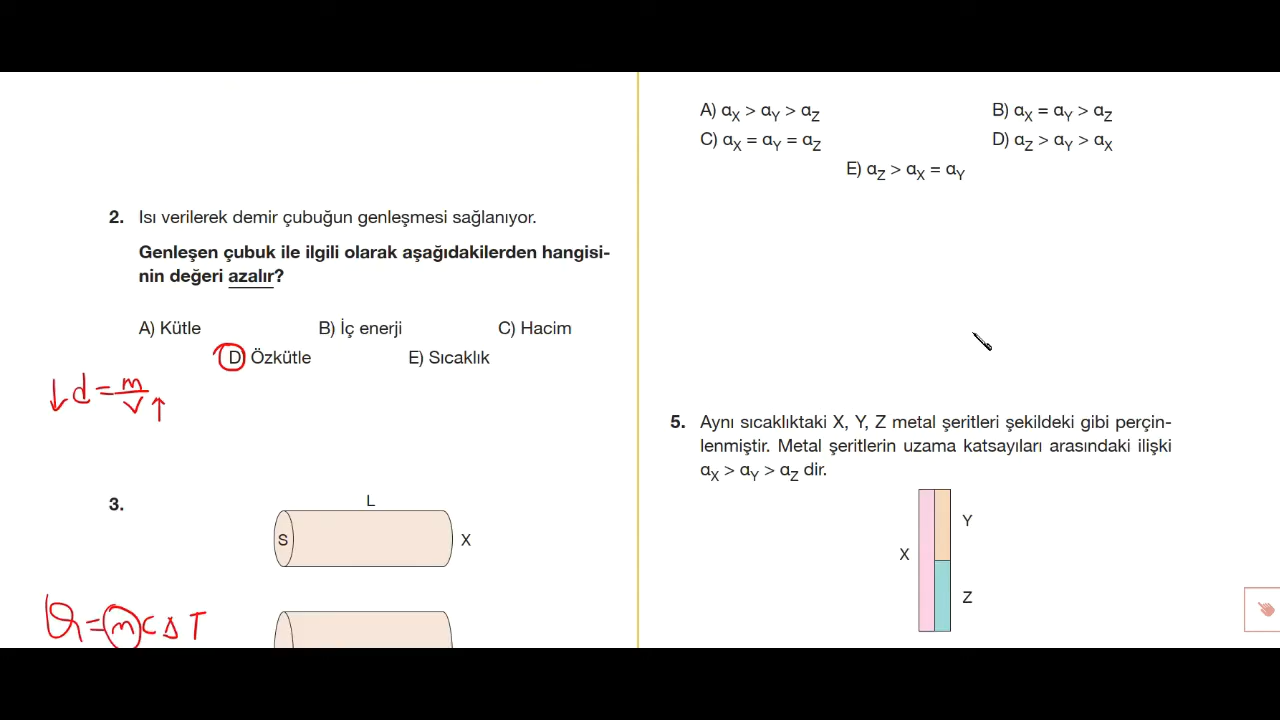 2. Isı verilerek demir çubuğun genleşmesi sağlanıyor.
Genleşen çubuk ile ilgili olarak aşağıdakilerden hangisi-
nin değeri azalır?
A) Kütle B) İç enerji C) Hacim
D) Özkütle E) Sıcaklık
↓d = m/V↑
3.
L
S
X
Q = mcΔT
A) αX > αY > αZ B) αX = αY > αZ
C) αX = αY = αZ D) αZ > αY > αX
E) αZ > αX = αY
5. Aynı sıcaklıktaki X, Y, Z metal şeritleri şekildeki gibi perçin-
lenmiştir. Metal şeritlerin uzama katsayıları arasındaki ilişki
αX > αY > αZ dir.
Y
X
Z